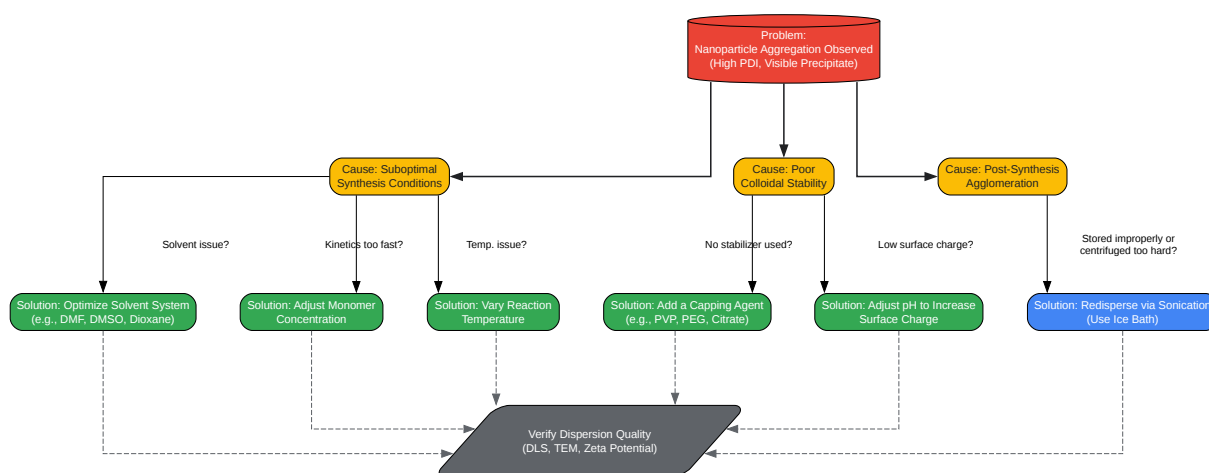 Problem:
Nanoparticle Aggregation Observed
(High PDI, Visible Precipitate)
Cause: Suboptimal
Synthesis Conditions
Cause: Poor
Colloidal Stability
Cause: Post-Synthesis
Agglomeration
Solvent issue?
Kinetics too fast?
Temp. issue?
No stabilizer used?
Low surface charge?
Stored improperly or
centrifuged too hard?
Solution: Optimize Solvent System
(e.g., DMF, DMSO, Dioxane)
Solution: Adjust Monomer
Concentration
Solution: Vary Reaction
Temperature
Solution: Add a Capping Agent
(e.g., PVP, PEG, Citrate)
Solution: Adjust pH to Increase
Surface Charge
Solution: Redisperse via Sonication
(Use Ice Bath)
Verify Dispersion Quality
(DLS, TEM, Zeta Potential)